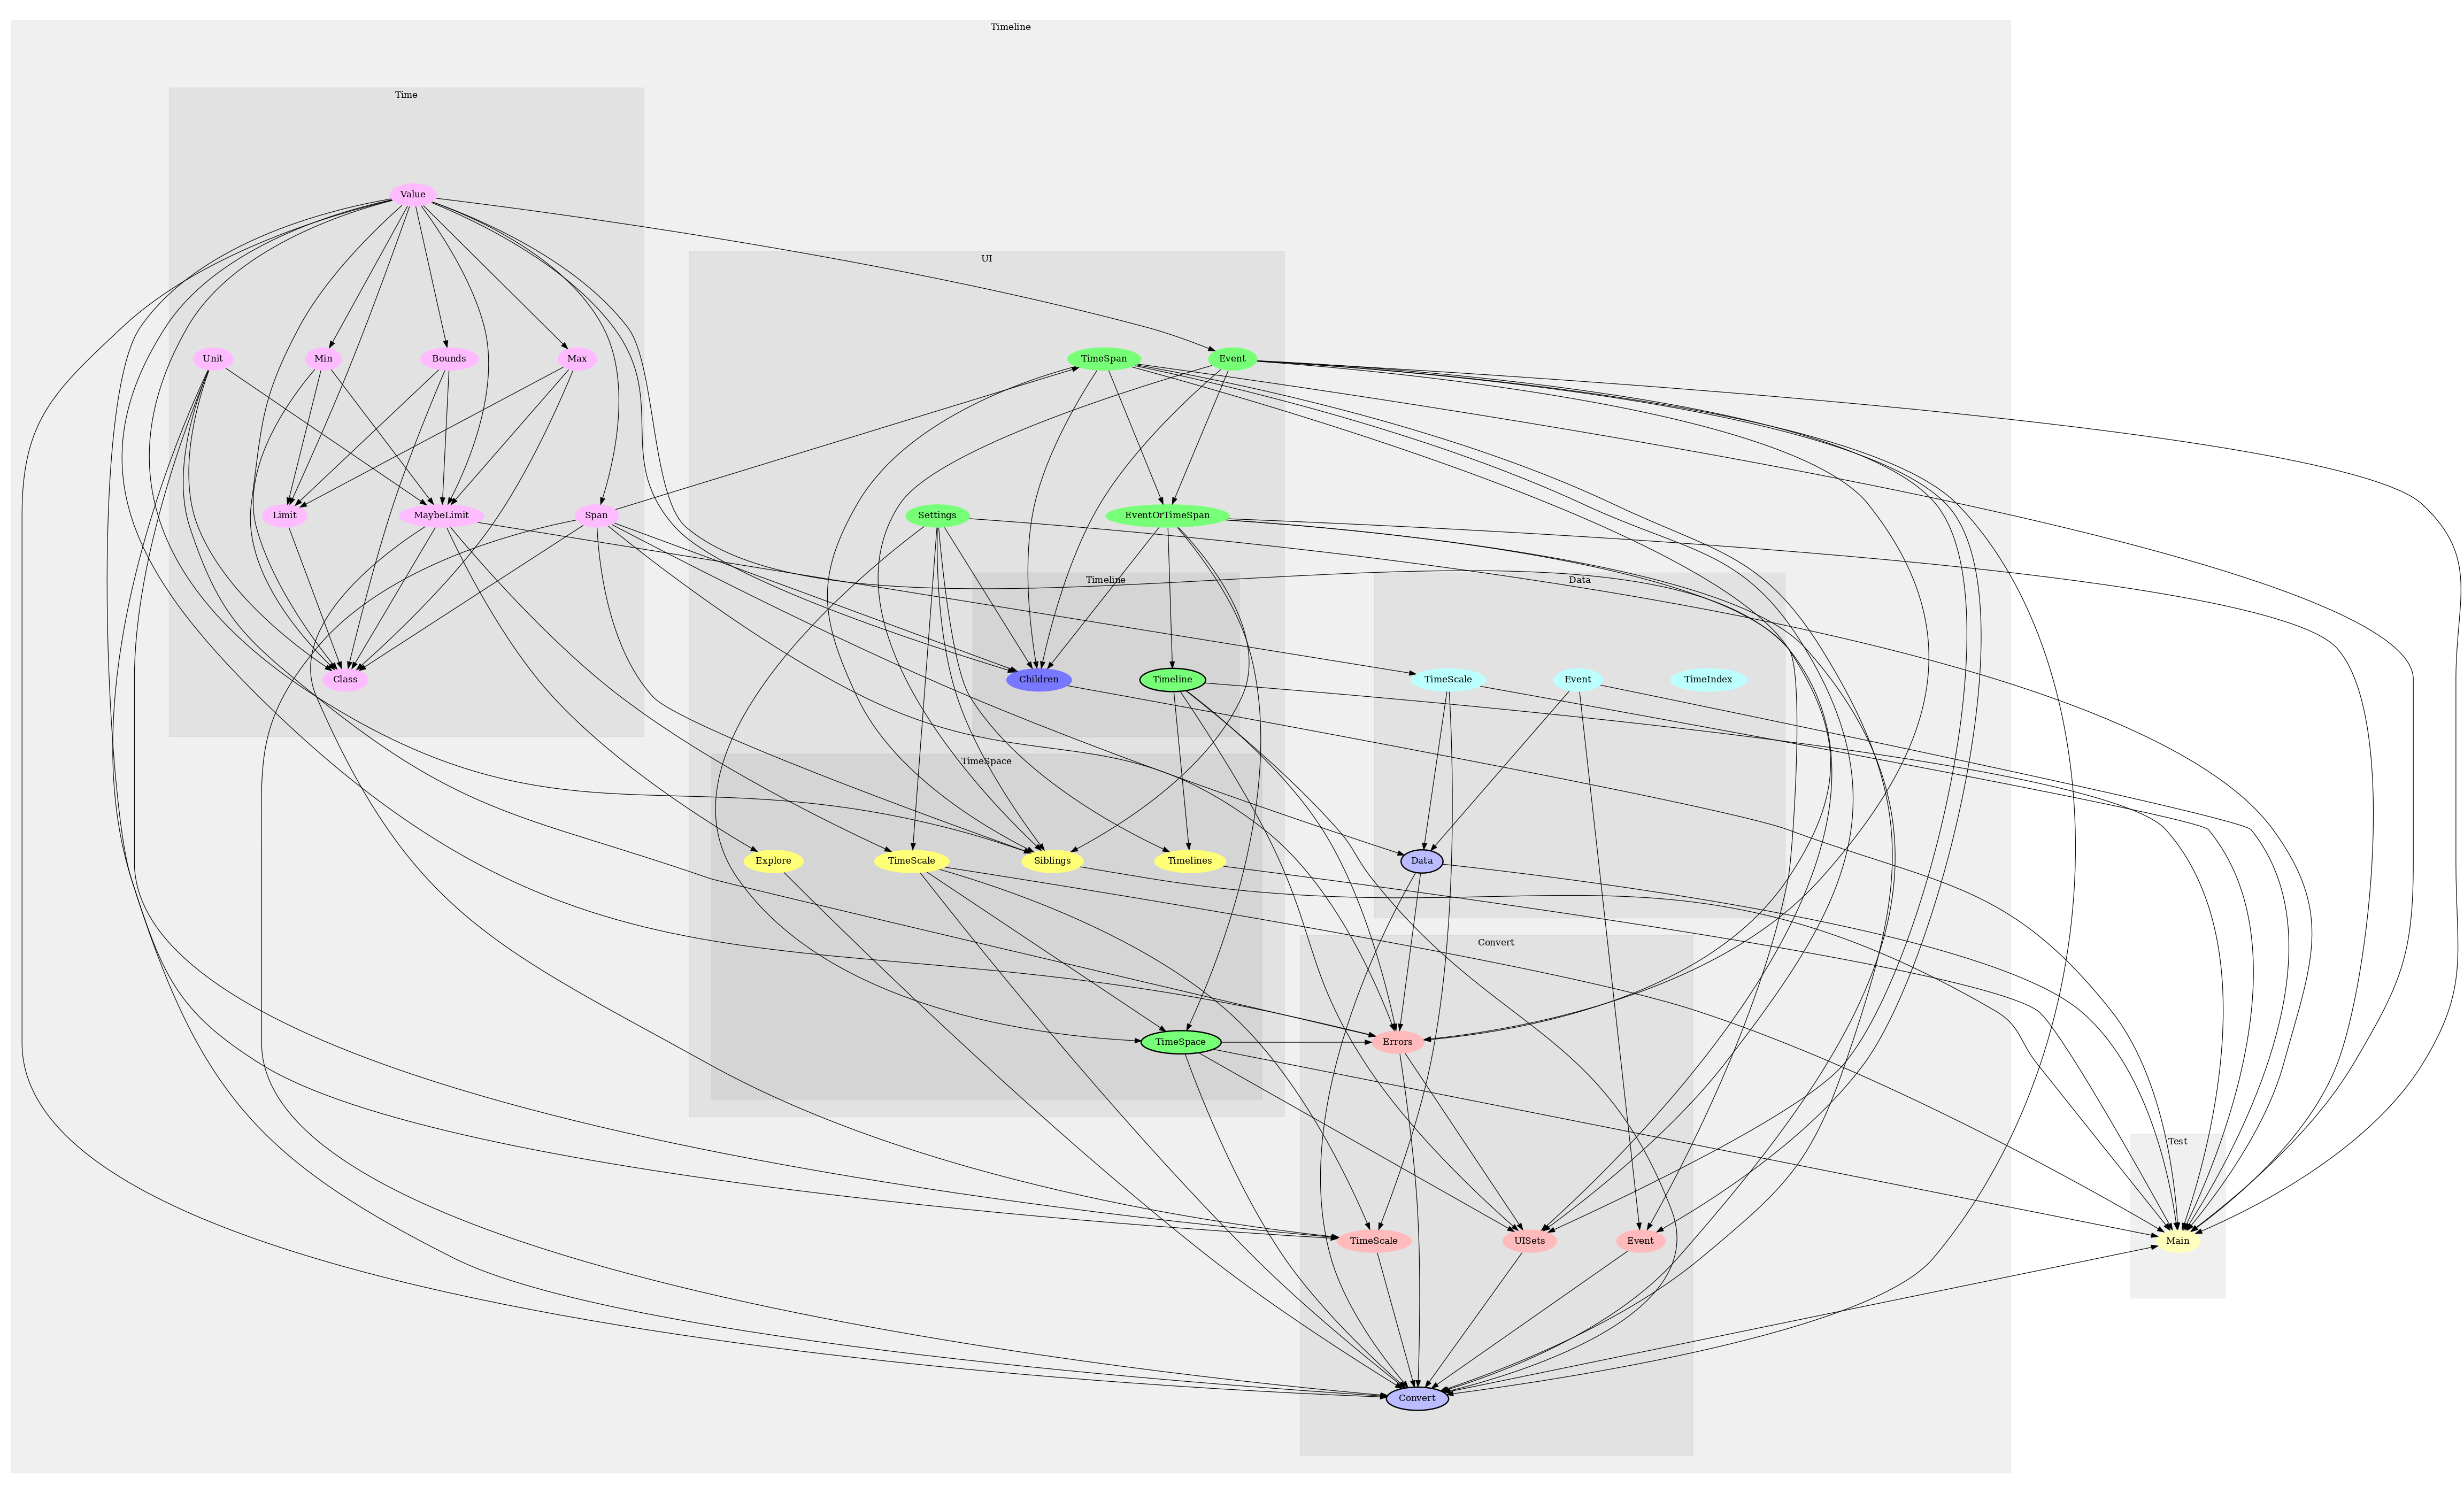 Timeline
Time
Value
UI
Unit
Min
Bounds
Max
TimeSpan
Event
Limit
MaybeLimit
Span
Settings
EventOrTimeSpan
Timeline
Data
Class
Children
Timeline
TimeScale
Event
TimeIndex
TimeSpace
Explore
TimeScale
Siblings
Timelines
Data
Convert
TimeSpace
Errors
Test
TimeScale
UISets
Event
Main
Convert